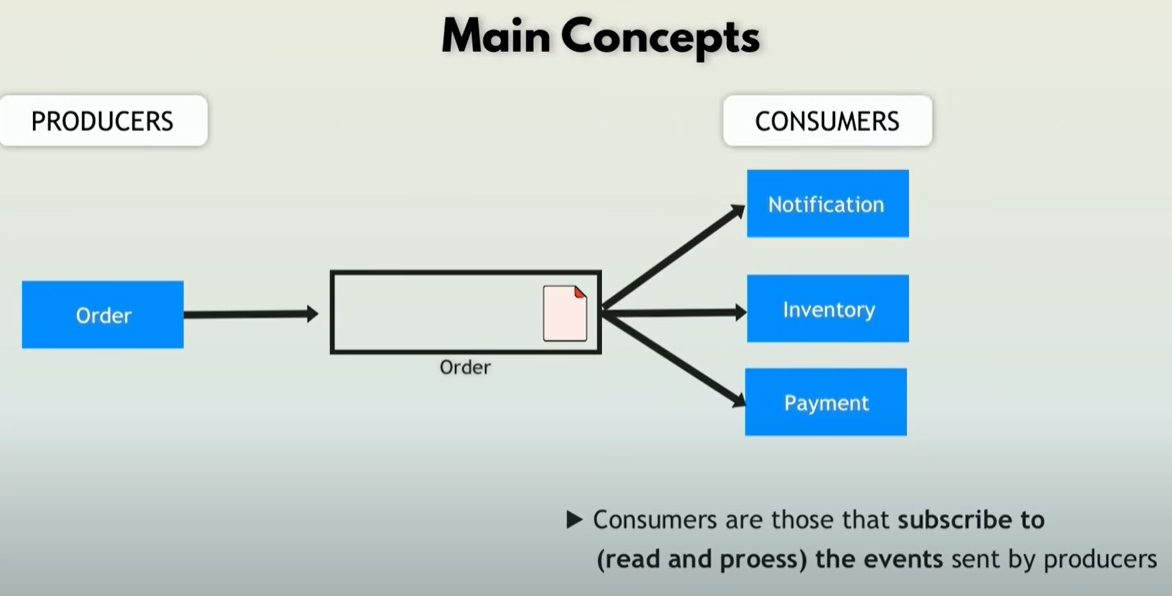 Main Concepts
PRODUCERS
CONSUMERS
Notification
Order
Inventory
Order
Payment
▶ Consumers are those that subscribe to
(read and proess) the events sent by producers